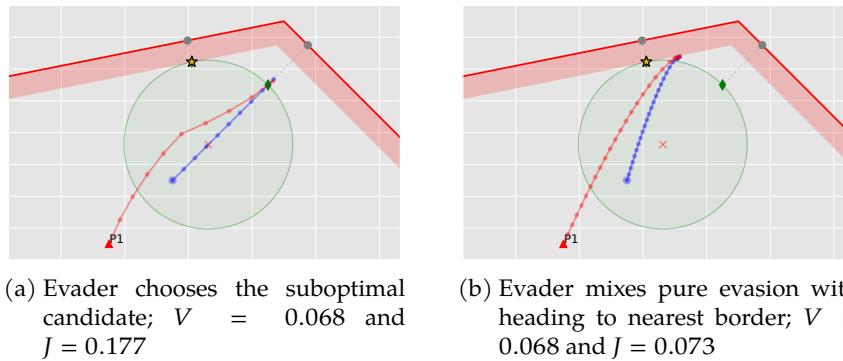 P1
P1
(a) Evader chooses the suboptimal
candidate; V = 0.068 and
J = 0.177
(b) Evader mixes pure evasion wit
heading to nearest border; V
0.068 and J = 0.073